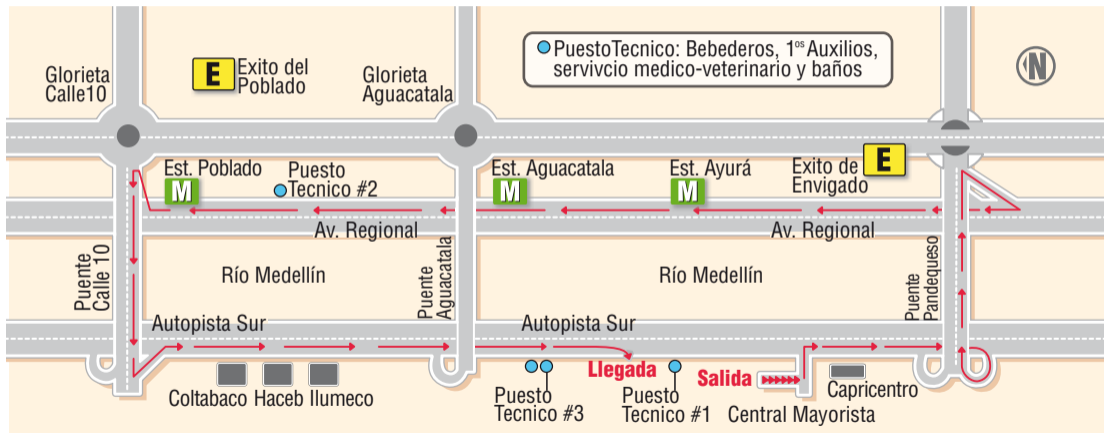 Glorieta
Calle10
E
Exito del
Poblado
Glorieta
Aguacatala
PuestoTecnico: Bebederos, 1os Auxilios,
servivcio medico-veterinario y baños
N
Est. Poblado
M
Puesto
Tecnico #2
Est. Aguacatala
M
Est. Ayurá
M
Exito de
Envigado
E
Av. Regional
Av. Regional
Puente
Calle 10
Río Medellín
Puente
Aguacatala
Río Medellín
Puente
Pandequeso
Autopista Sur
Autopista Sur
Llegada
Salida
Coltabaco
Haceb
Ilumeco
Puesto
Tecnico #3
Puesto
Tecnico #1
Central Mayorista
Capricentro